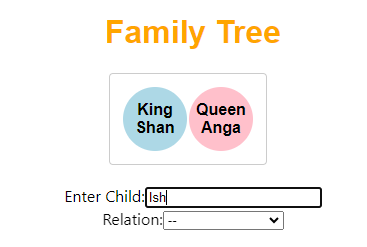 Family Tree
King Shan
Queen Anga
Enter Child: Ish
Relation: --